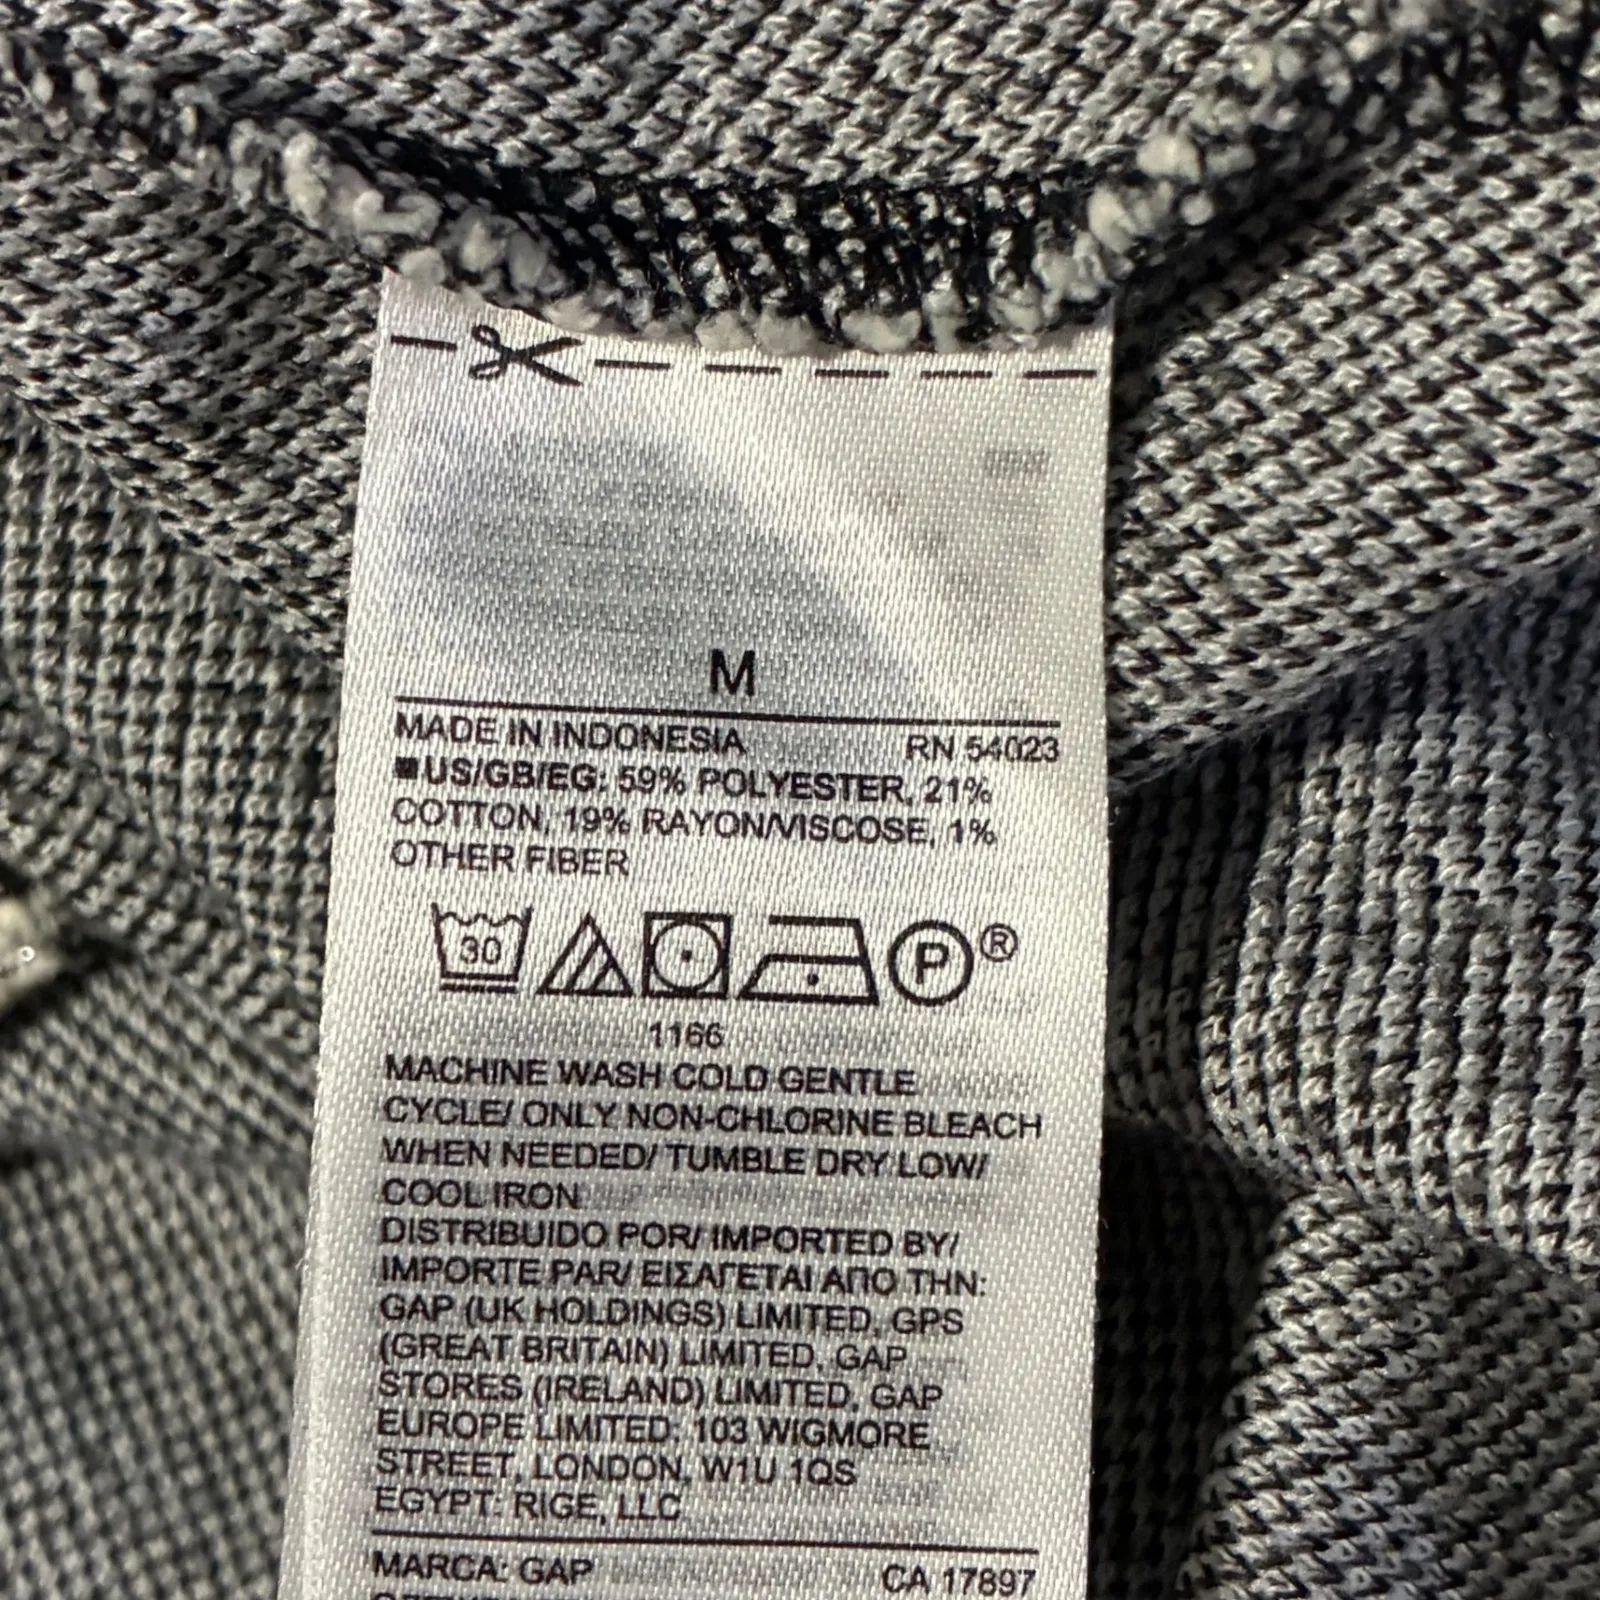 M
MADE IN INDONESIA RN 54023
US/GB/EG: 59% POLYESTER, 21%
COTTON, 19% RAYON/VISCOSE, 1%
OTHER FIBER
30 P ®
1166
MACHINE WASH COLD GENTLE
CYCLE/ ONLY NON-CHLORINE BLEACH
WHEN NEEDED/ TUMBLE DRY LOW/
COOL IRON
DISTRIBUIDO POR/ IMPORTED BY/
IMPORTE PAR/ ΕΙΣΑΓΕΤΑΙ ΑΠΟ ΤΗΝ:
GAP (UK HOLDINGS) LIMITED, GPS
(GREAT BRITAIN) LIMITED, GAP
STORES (IRELAND) LIMITED, GAP
EUROPE LIMITED: 103 WIGMORE
STREET, LONDON, W1U 1QS
EGYPT: RIGE, LLC
MARCA: GAP CA 17897